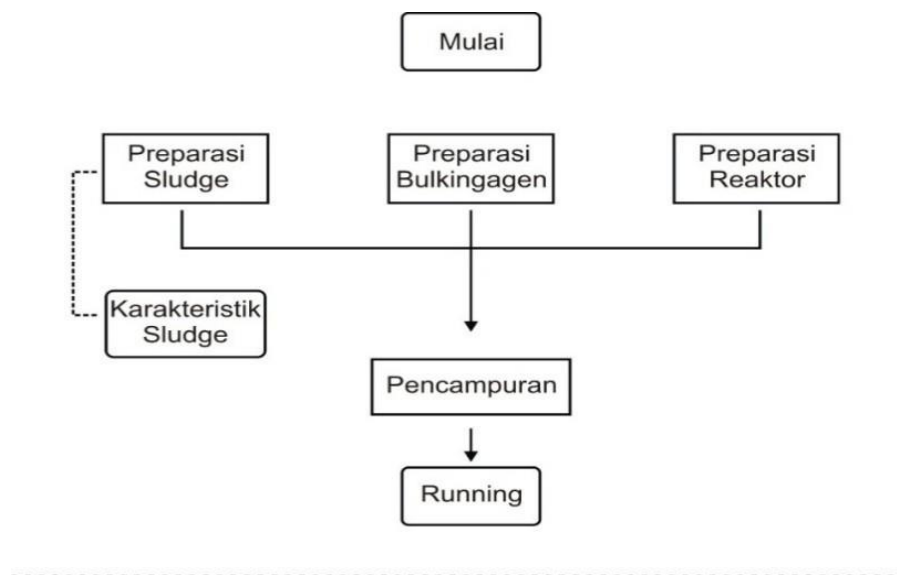 Mulai
Preparasi
Sludge
Preparasi
Bulkingagen
Preparasi
Reaktor
Karakteristik
Sludge
Pencampuran
Running